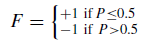 F = { +1 if P≤0.5
−1 if P>0.5